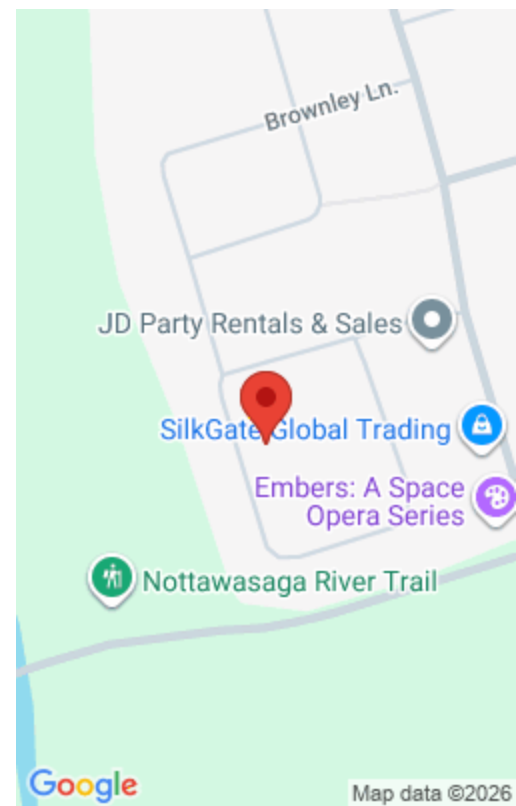 Brownley Ln.
JD Party Rentals & Sales
SilkGate Global Trading
Embers: A Space
Opera Series
Nottawasaga River Trail
Google
Map data ©2026